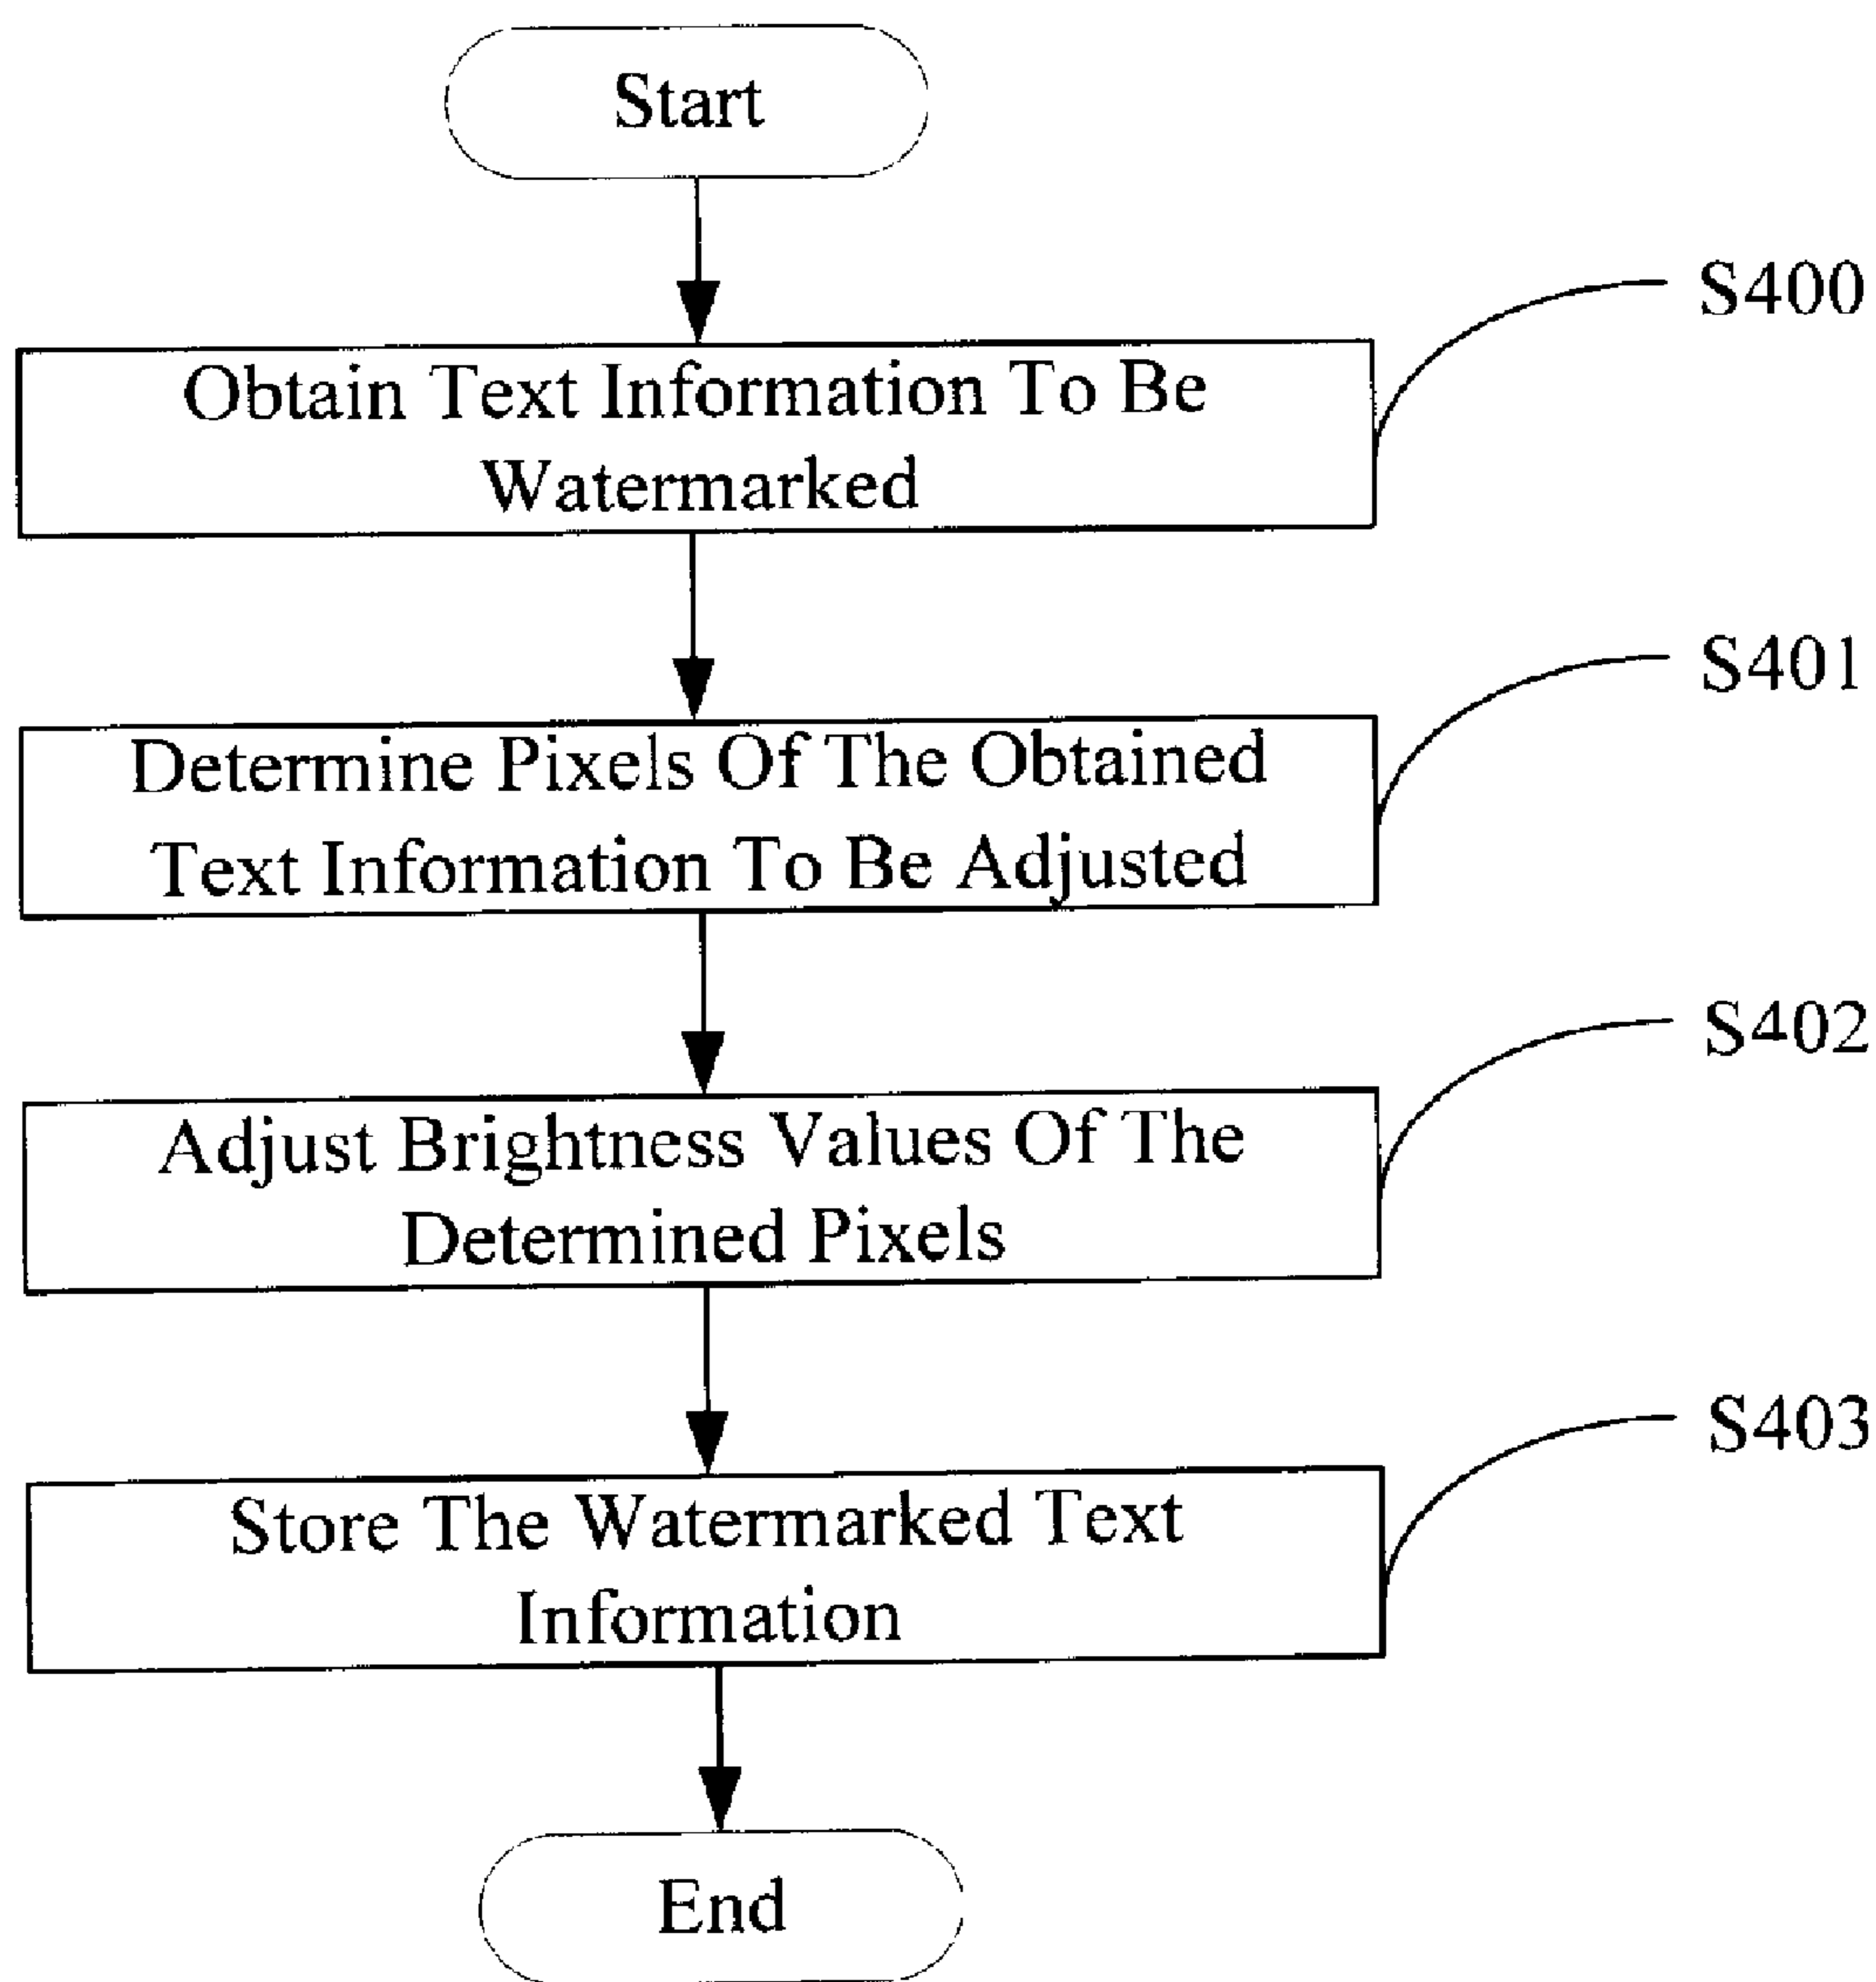 Start
S400
Obtain Text Information To Be
Watermarked
S401
Determine Pixels Of The Obtained
Text Information To Be Adjusted
S402
Adjust Brightness Values Of The
Determined Pixels
S403
Store The Watermarked Text
Information
End